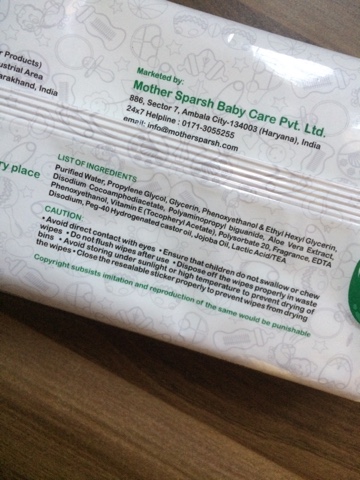 r Products)
ustrial Area
arakhand, India
Marketed by:
Mother Sparsh Baby Care Pvt. Ltd.
886, Sector 7, Ambala City-134003 (Haryana), India
24x7 Helpline : 0171-3055255
email: info@mothersparsh.com
ry place
LIST OF INGREDIENTS
Purified Water, Propylene Glycol, Glycerin, Phenoxyethanol & Ethyl Hexyl Glycerin,
Disodium Cocoamphodiacetate, Polyaminopropyl biguanide, Aloe Vera Extract,
Phenoxyethanol, Vitamin E (Tocopheryl Acetate), Polysorbate 20, Fragrance, EDTA
Disodium, Peg-40 Hydrogenated castor oil, Jojoba Oil, Lactic Acid/TEA
CAUTION
• Avoid direct contact with eyes • Ensure that children do not swallow or chew
wipes • Do not flush wipes after use • Dispose off the wipes properly in waste
bins • Avoid storing under sunlight or high temperature to prevent drying of
the wipes • Close the resealable sticker properly to prevent wipes from drying
Copyright subsists imitation and reproduction of the same would be punishable